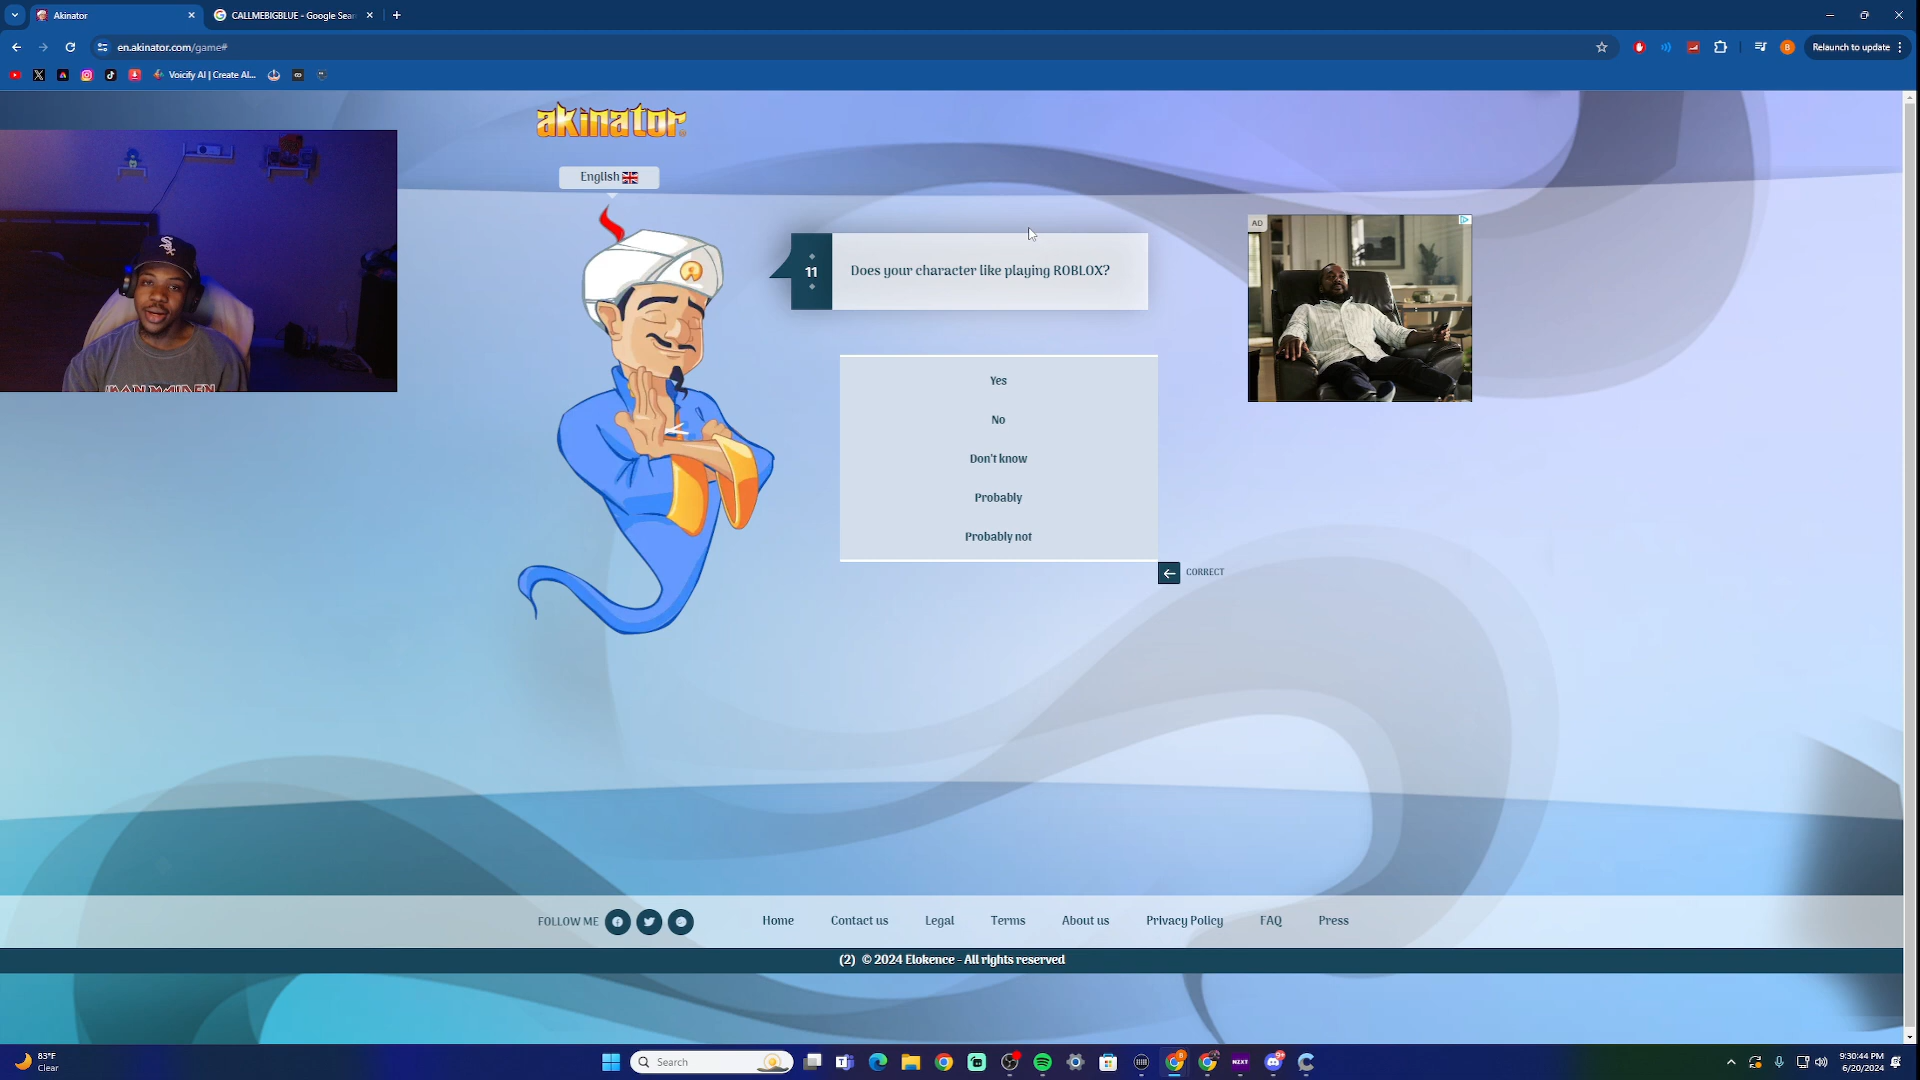 Akinator
CALLMEBIGBLUE - Google Sear
en.akinator.com/game#
B
Relaunch to update
Voicify AI | Create AI...
akinator
English
11
Does your character like playing ROBLOX?
AD
Yes
No
Don't know
Probably
Probably not
CORRECT
IRON MAIDEN
FOLLOW ME
Home
Contact us
Legal
Terms
About us
Privacy Policy
FAQ
Press
(2) © 2024 Elokence - All rights reserved
83°F
Clear
Search
NZXT
9:30:44 PM
6/20/2024